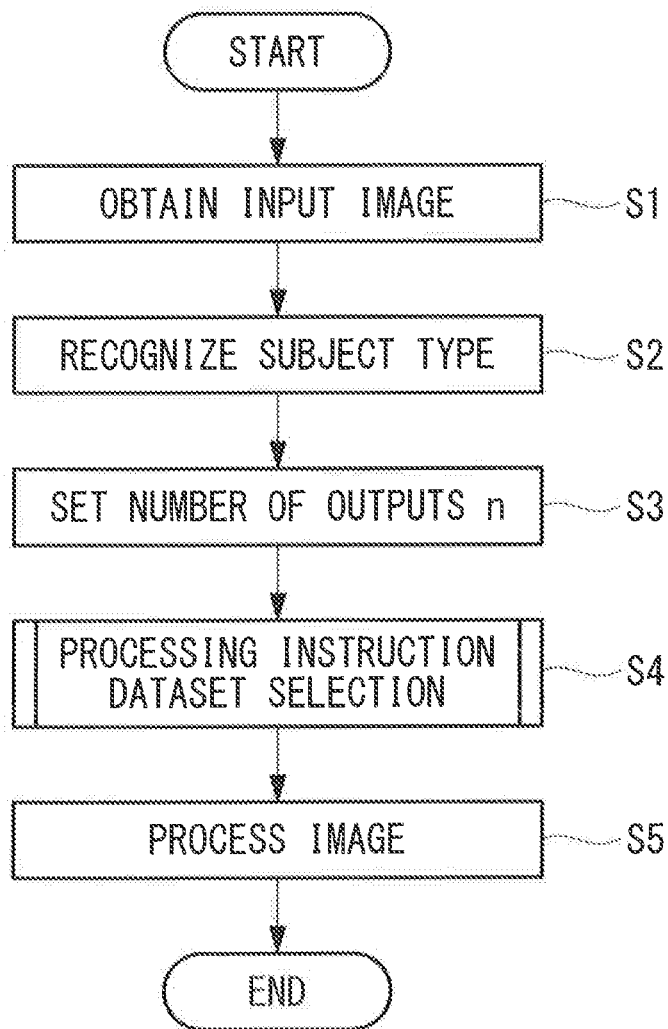 START
OBTAIN INPUT IMAGE
S1
RECOGNIZE SUBJECT TYPE
S2
SET NUMBER OF OUTPUTS n
S3
PROCESSING INSTRUCTION
DATASET SELECTION
S4
PROCESS IMAGE
S5
END